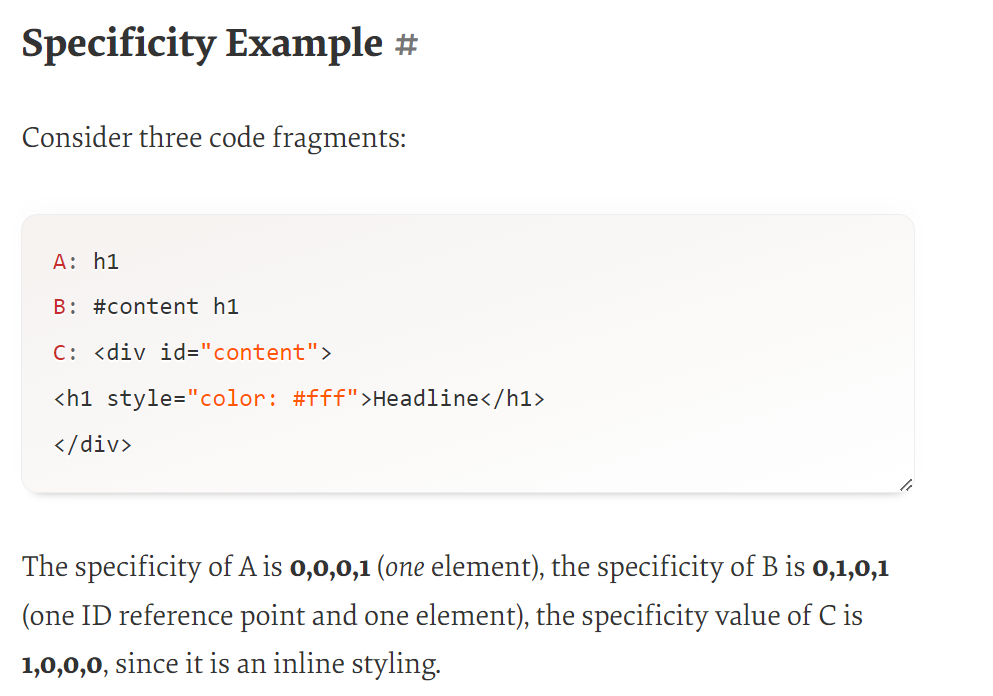 Specificity Example #
Consider three code fragments:
A: h1
B: #content h1
C: <div id="content">
<h1 style="color: #fff">Headline</h1>
</div>
The specificity of A is 0,0,0,1 (one element), the specificity of B is 0,1,0,1
(one ID reference point and one element), the specificity value of C is
1,0,0,0, since it is an inline styling.